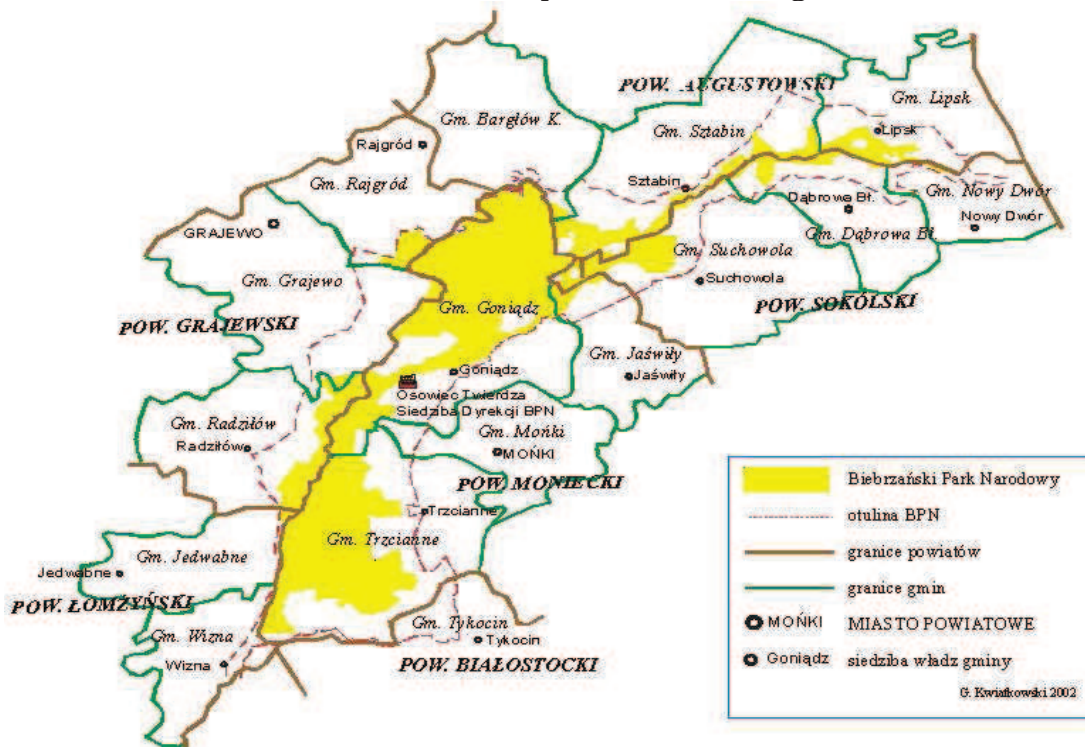 POW. AUGUSTOWSKI
Gm. Lipsk
Gm. Bargłów K.
Gm. Sztabin
Lipsk
Rajgród
Gm. Rajgród
Sztabin
Dąbrowa Bł.
Gm. Nowy Dwór
Nowy Dwór
GRAJEWO
Gm. Dąbrowa Bł.
Gm. Suchowola
Suchowola
Gm. Grajewo
Gm. Goniądz
POW. SOKÓLSKI
POW. GRAJEWSKI
Gm. Jaświły
Goniądz
Jaświły
Osowiec Twierdza
Siedziba Dyrekcji BPN
Gm. Radziłów
Radziłów
Gm. Mońki
MOŃKI
POW. MONIECKI
Trzcianne
Gm. Trzcianne
Gm. Jedwabne
Jedwabne
POW. ŁOMŻYŃSKI
Gm. Tykocin
Gm. Wizna
Tykocin
Wizna
POW. BIAŁOSTOCKI
Biebrzański Park Narodowy
otulina BPN
granice powiatów
granice gmin
MOŃKI MIASTO POWIATOWE
Goniądz siedziba władz gminy
G. Kwiatkowski 2002